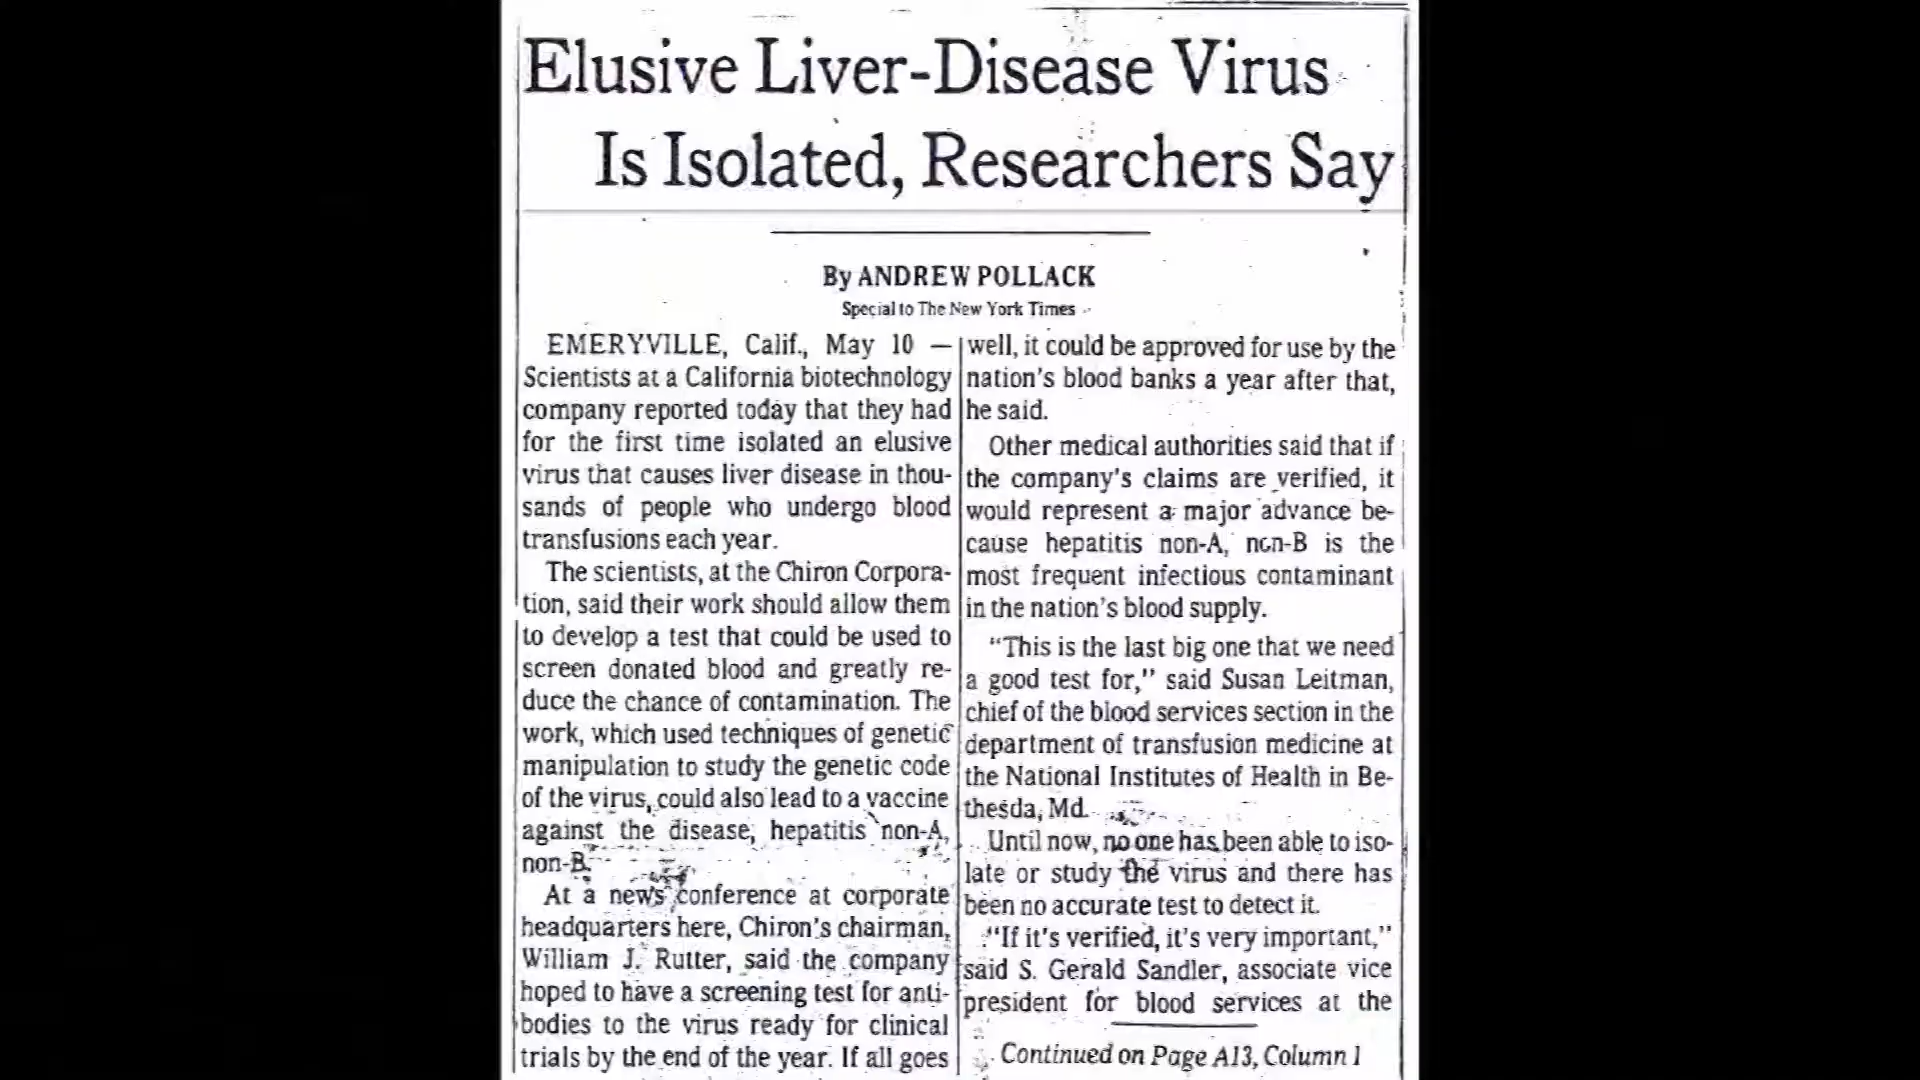 Elusive Liver-Disease Virus
Is Isolated, Researchers Say
By ANDREW POLLACK
Special to The New York Times
EMERYVILLE, Calif., May 10 —
Scientists at a California biotechnology
company reported today that they had
for the first time isolated an elusive
virus that causes liver disease in thou-
sands of people who undergo blood
transfusions each year.
The scientists, at the Chiron Corpora-
tion, said their work should allow them
to develop a test that could be used to
screen donated blood and greatly re-
duce the chance of contamination. The
work, which used techniques of genetic
manipulation to study the genetic code
of the virus, could also lead to a vaccine
against the disease, hepatitis non-A,
non-B.
At a news conference at corporate
headquarters here, Chiron's chairman,
William J. Rutter, said the company
hoped to have a screening test for anti-
bodies to the virus ready for clinical
trials by the end of the year. If all goes
well, it could be approved for use by the
nation's blood banks a year after that,
he said.
Other medical authorities said that if
the company's claims are verified, it
would represent a major advance be-
cause hepatitis non-A, non-B is the
most frequent infectious contaminant
in the nation's blood supply.
"This is the last big one that we need
a good test for," said Susan Leitman,
chief of the blood services section in the
department of transfusion medicine at
the National Institutes of Health in Be-
thesda, Md.
Until now, no one has been able to iso-
late or study the virus and there has
been no accurate test to detect it.
"If it's verified, it's very important,"
said S. Gerald Sandler, associate vice
president for blood services at the
Continued on Page A13, Column 1